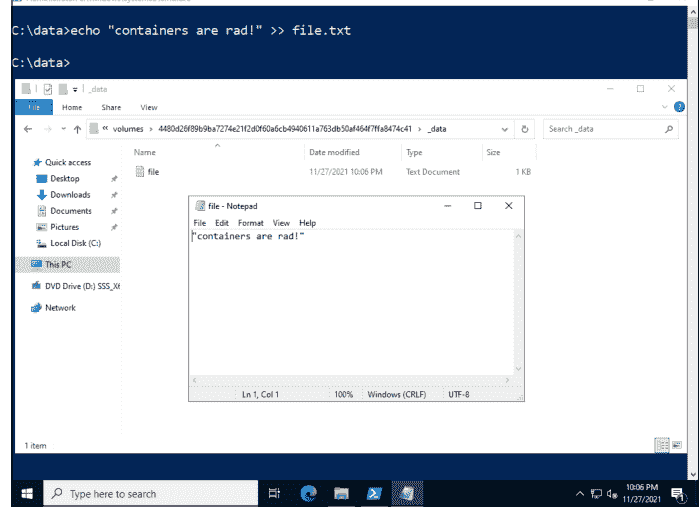 C:\data>echo "containers are rad!" >> file.txt
C:\data>
_data
File Home Share View
« volumes › 4480d26f89b9ba7274e21f2d0f60a6cb4940611a763db50af464f7ffa8474c41 › _data
Search _data
Name Date modified Type Size
Quick access
file 11/27/2021 10:06 PM Text Document 1 KB
Desktop
Downloads
Documents
Pictures
Local Disk (C:)
This PC
DVD Drive (D:) SSS_X6
Network
file - Notepad
File Edit Format View Help
"containers are rad!"
Ln 1, Col 1 100% Windows (CRLF) UTF-8
1 item
Type here to search
10:06 PM
11/27/2021
1